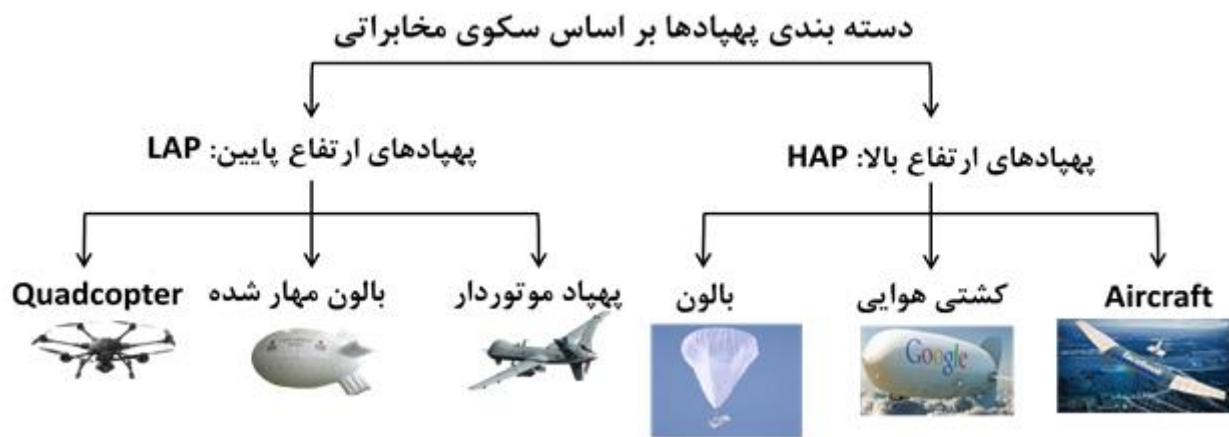 دسته بندی پهپادها بر اساس سکوی مخابراتی
پهپادهای ارتفاع بالا: HAP
پهپادهای ارتفاع پایین: LAP
Aircraft
کشتی هوایی
بالون
پهپاد موتوردار
بالون مهار شده
Quadcopter
Google